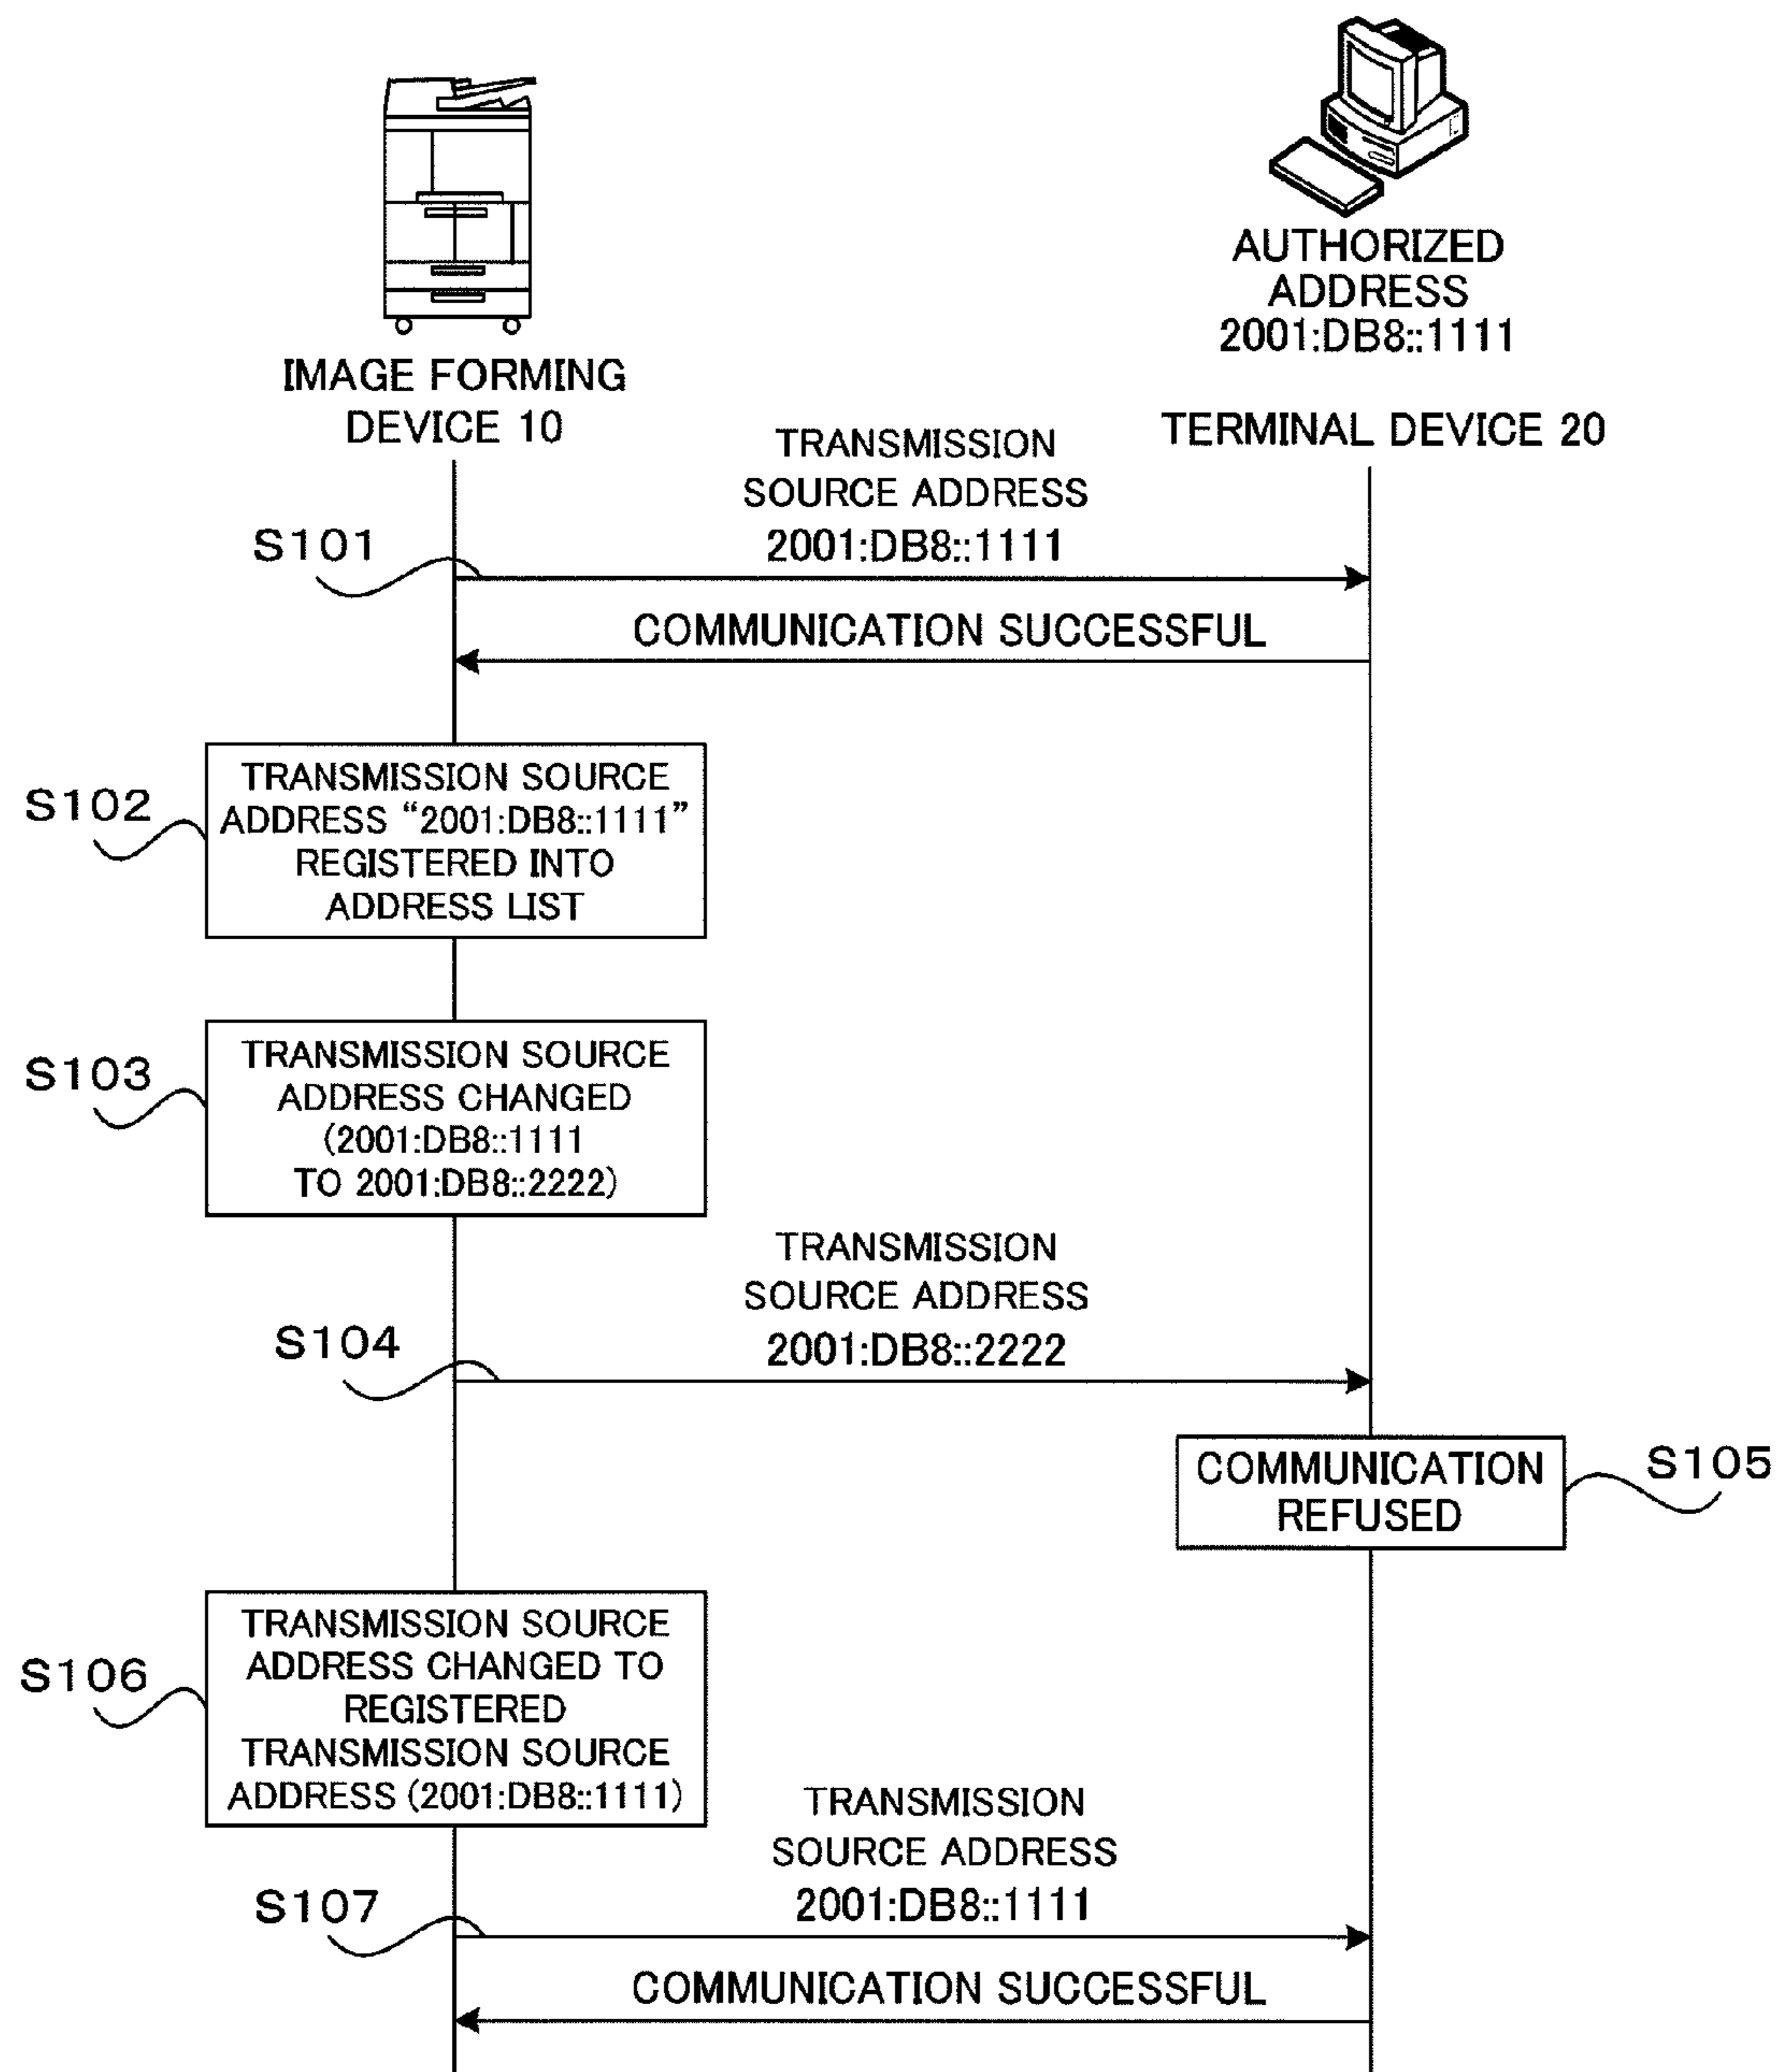 AUTHORIZED
ADDRESS
2001:DB8::1111
IMAGE FORMING
DEVICE 10
TERMINAL DEVICE 20
TRANSMISSION
SOURCE ADDRESS
2001:DB8::1111
S101
COMMUNICATION SUCCESSFUL
S102
TRANSMISSION SOURCE
ADDRESS “2001:DB8::1111”
REGISTERED INTO
ADDRESS LIST
S103
TRANSMISSION SOURCE
ADDRESS CHANGED
(2001:DB8::1111
TO 2001:DB8::2222)
TRANSMISSION
SOURCE ADDRESS
2001:DB8::2222
S104
COMMUNICATION
REFUSED
S105
S106
TRANSMISSION SOURCE
ADDRESS CHANGED TO
REGISTERED
TRANSMISSION SOURCE
ADDRESS (2001:DB8::1111)
TRANSMISSION
SOURCE ADDRESS
2001:DB8::1111
S107
COMMUNICATION SUCCESSFUL